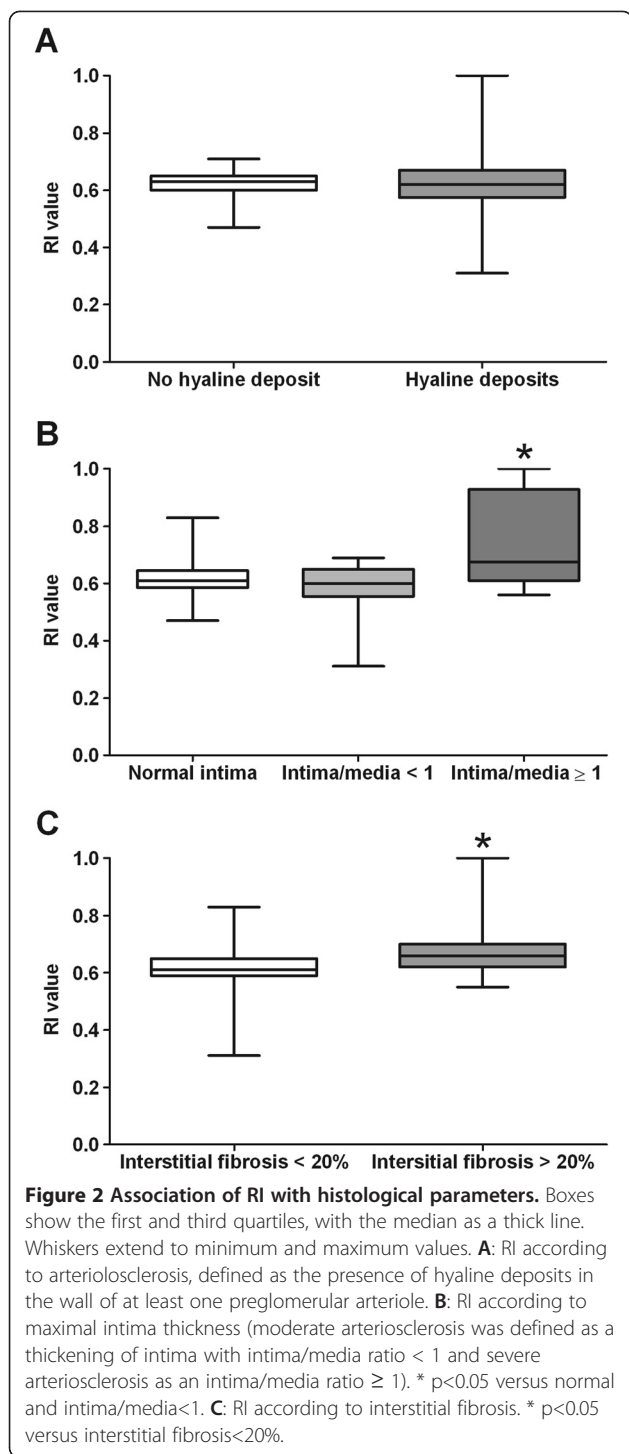 A
1.0
0.8
0.6
0.4
0.2
0.0
RI value
No hyaline deposit Hyaline deposits
B
*
1.0
0.8
0.6
0.4
0.2
0.0
RI value
Normal intima Intima/media < 1 Intima/media ≥ 1
C
*
1.0
0.8
0.6
0.4
0.2
0.0
RI value
Interstitial fibrosis < 20% Intersitial fibrosis > 20%
Figure 2 Association of RI with histological parameters. Boxes
show the first and third quartiles, with the median as a thick line.
Whiskers extend to minimum and maximum values. A: RI according
to arteriolosclerosis, defined as the presence of hyaline deposits in
the wall of at least one preglomerular arteriole. B: RI according to
maximal intima thickness (moderate arteriosclerosis was defined as a
thickening of intima with intima/media ratio < 1 and severe
arteriosclerosis as an intima/media ratio ≥ 1). * p<0.05 versus normal
and intima/media<1. C: RI according to interstitial fibrosis. * p<0.05
versus interstitial fibrosis<20%.